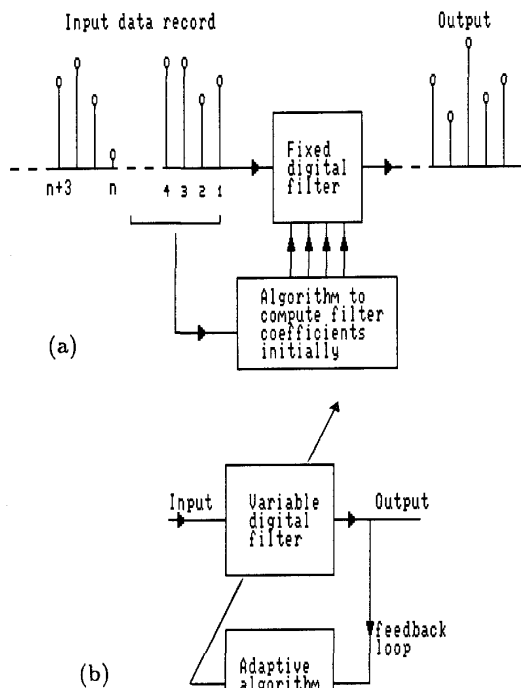 Input data record
Output
n+3 n 4 3 2 1
Fixed
digital
filter
Algorithm to
compute filter
coefficients
initially
(a)
Input
Variable
digital
filter
Output
feedback
loop
Adaptive
algorithm
(b)